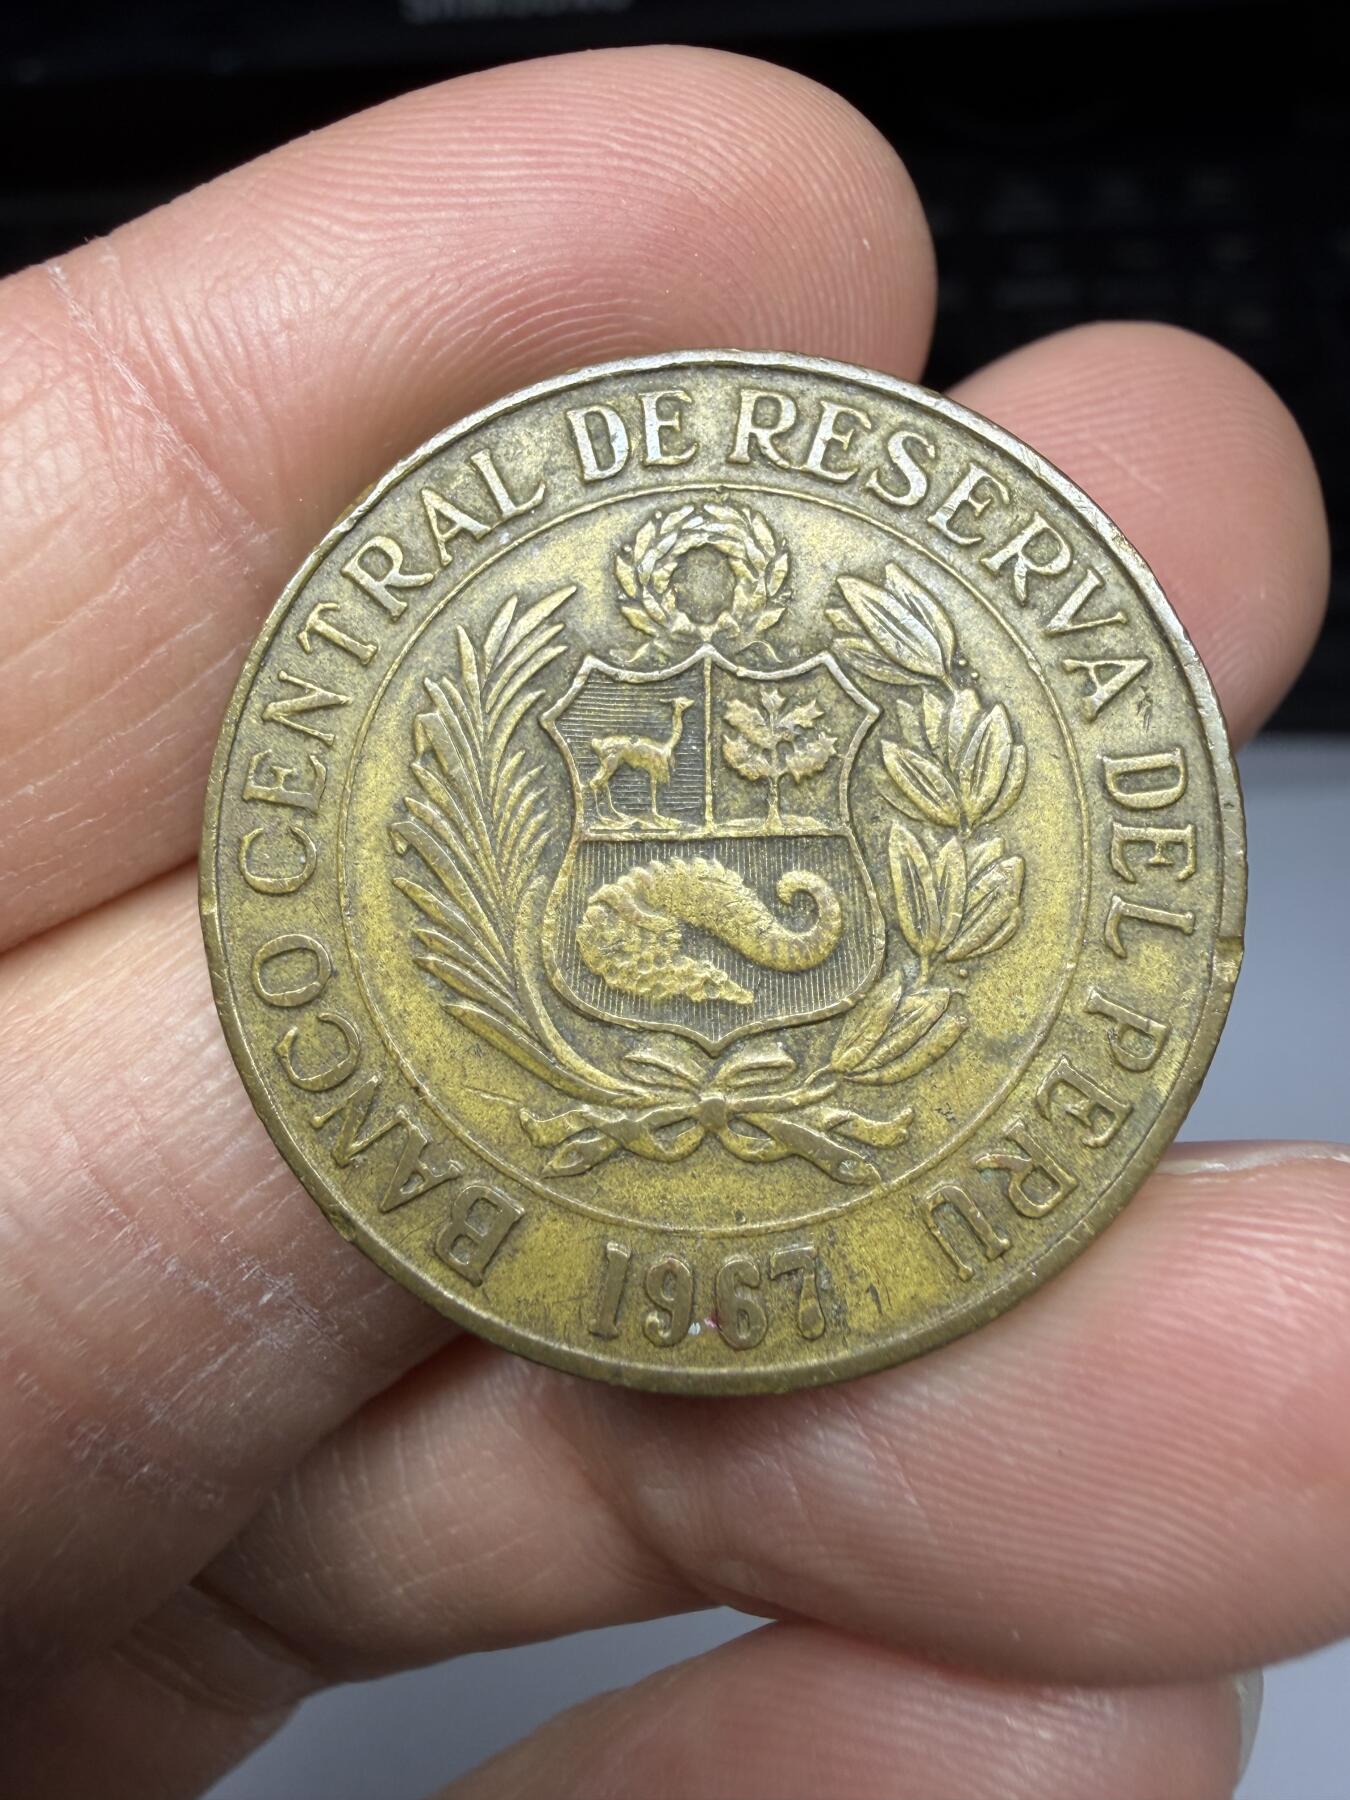 BANCO CENTRAL DE RESERVA DEL PERU
1967